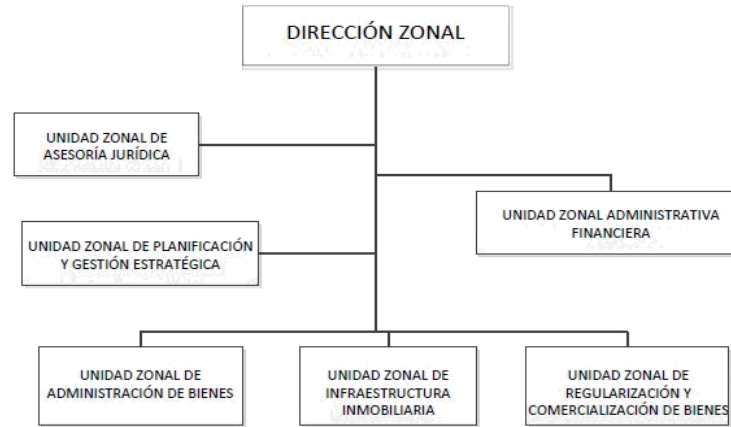 DIRECCIÓN ZONAL
UNIDAD ZONAL DE
ASESORÍA JURÍDICA
UNIDAD ZONAL ADMINISTRATIVA
FINANCIERA
UNIDAD ZONAL DE PLANIFICACIÓN
Y GESTIÓN ESTRATÉGICA
UNIDAD ZONAL DE
ADMINISTRACIÓN DE BIENES
UNIDAD ZONAL DE
INFRAESTRUCTURA
INMOBILIARIA
UNIDAD ZONAL DE
REGULARIZACIÓN Y
COMERCIALIZACIÓN DE BIENES